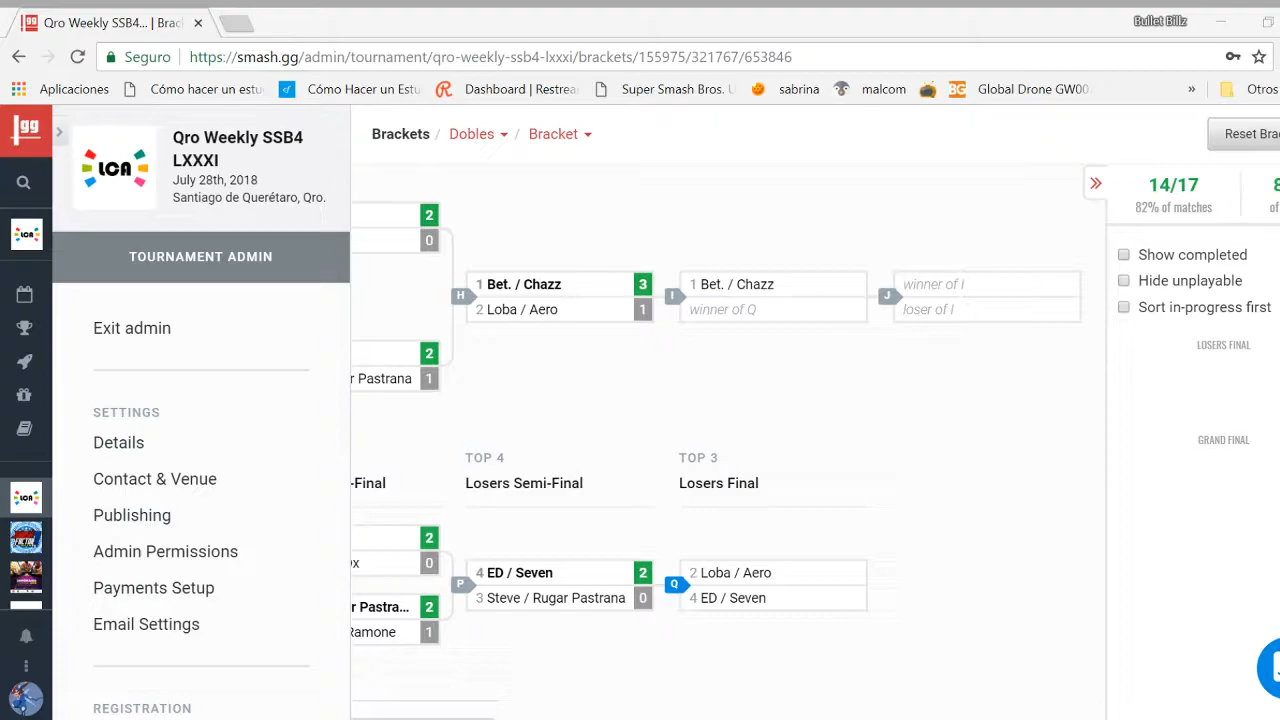 Qro Weekly SSB4... | Brac
Bullet Billz
Seguro
https://smash.gg/admin/tournament/qro-weekly-ssb4-lxxxi/brackets/155975/321767/653846
Aplicaciones
Cómo hacer un estu
Cómo Hacer un Estu
Dashboard | Restrea
Super Smash Bros. U
sabrina
malcom
BG
Global Drone GW00
»
Otros
gg
LCA
Qro Weekly SSB4
LXXXI
July 28th, 2018
Santiago de Querétaro, Qro.
TOURNAMENT ADMIN
Exit admin
SETTINGS
Details
Contact & Venue
Publishing
Admin Permissions
Payments Setup
Email Settings
REGISTRATION
LCA
Brackets / Dobles / Bracket
Reset Brac
2
0
2
r Pastrana 1
H
1 Bet. / Chazz 3
2 Loba / Aero 1
I
1 Bet. / Chazz
winner of Q
J
winner of I
loser of I
-Final
TOP 4
Losers Semi-Final
TOP 3
Losers Final
2
0x 0
r Pastra... 2
Ramone 1
P
4 ED / Seven 2
3 Steve / Rugar Pastrana 0
Q
2 Loba / Aero
4 ED / Seven
»
14/17
82% of matches
8
of
Show completed
Hide unplayable
Sort in-progress first
LOSERS FINAL
GRAND FINAL